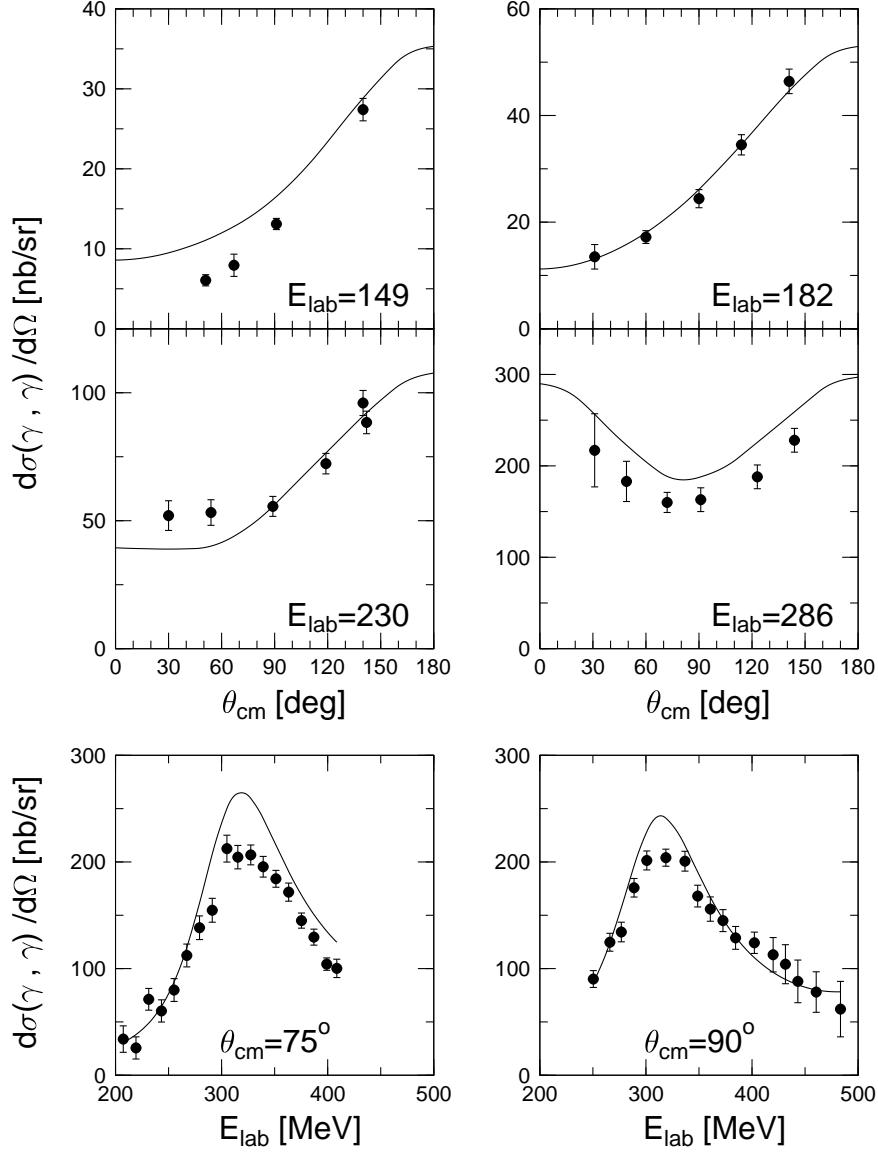 40
30
20
10
0
E_lab=149
60
40
20
0
E_lab=182
dσ(γ , γ) /dΩ [nb/sr]
100
50
0
E_lab=230
0 30 60 90 120 150 180
θ_cm [deg]
300
200
100
0
E_lab=286
0 30 60 90 120 150 180
θ_cm [deg]
dσ(γ , γ) /dΩ [nb/sr]
300
200
100
0
θ_cm=75°
200 300 400 500
E_lab [MeV]
300
200
100
0
θ_cm=90°
200 300 400 500
E_lab [MeV]